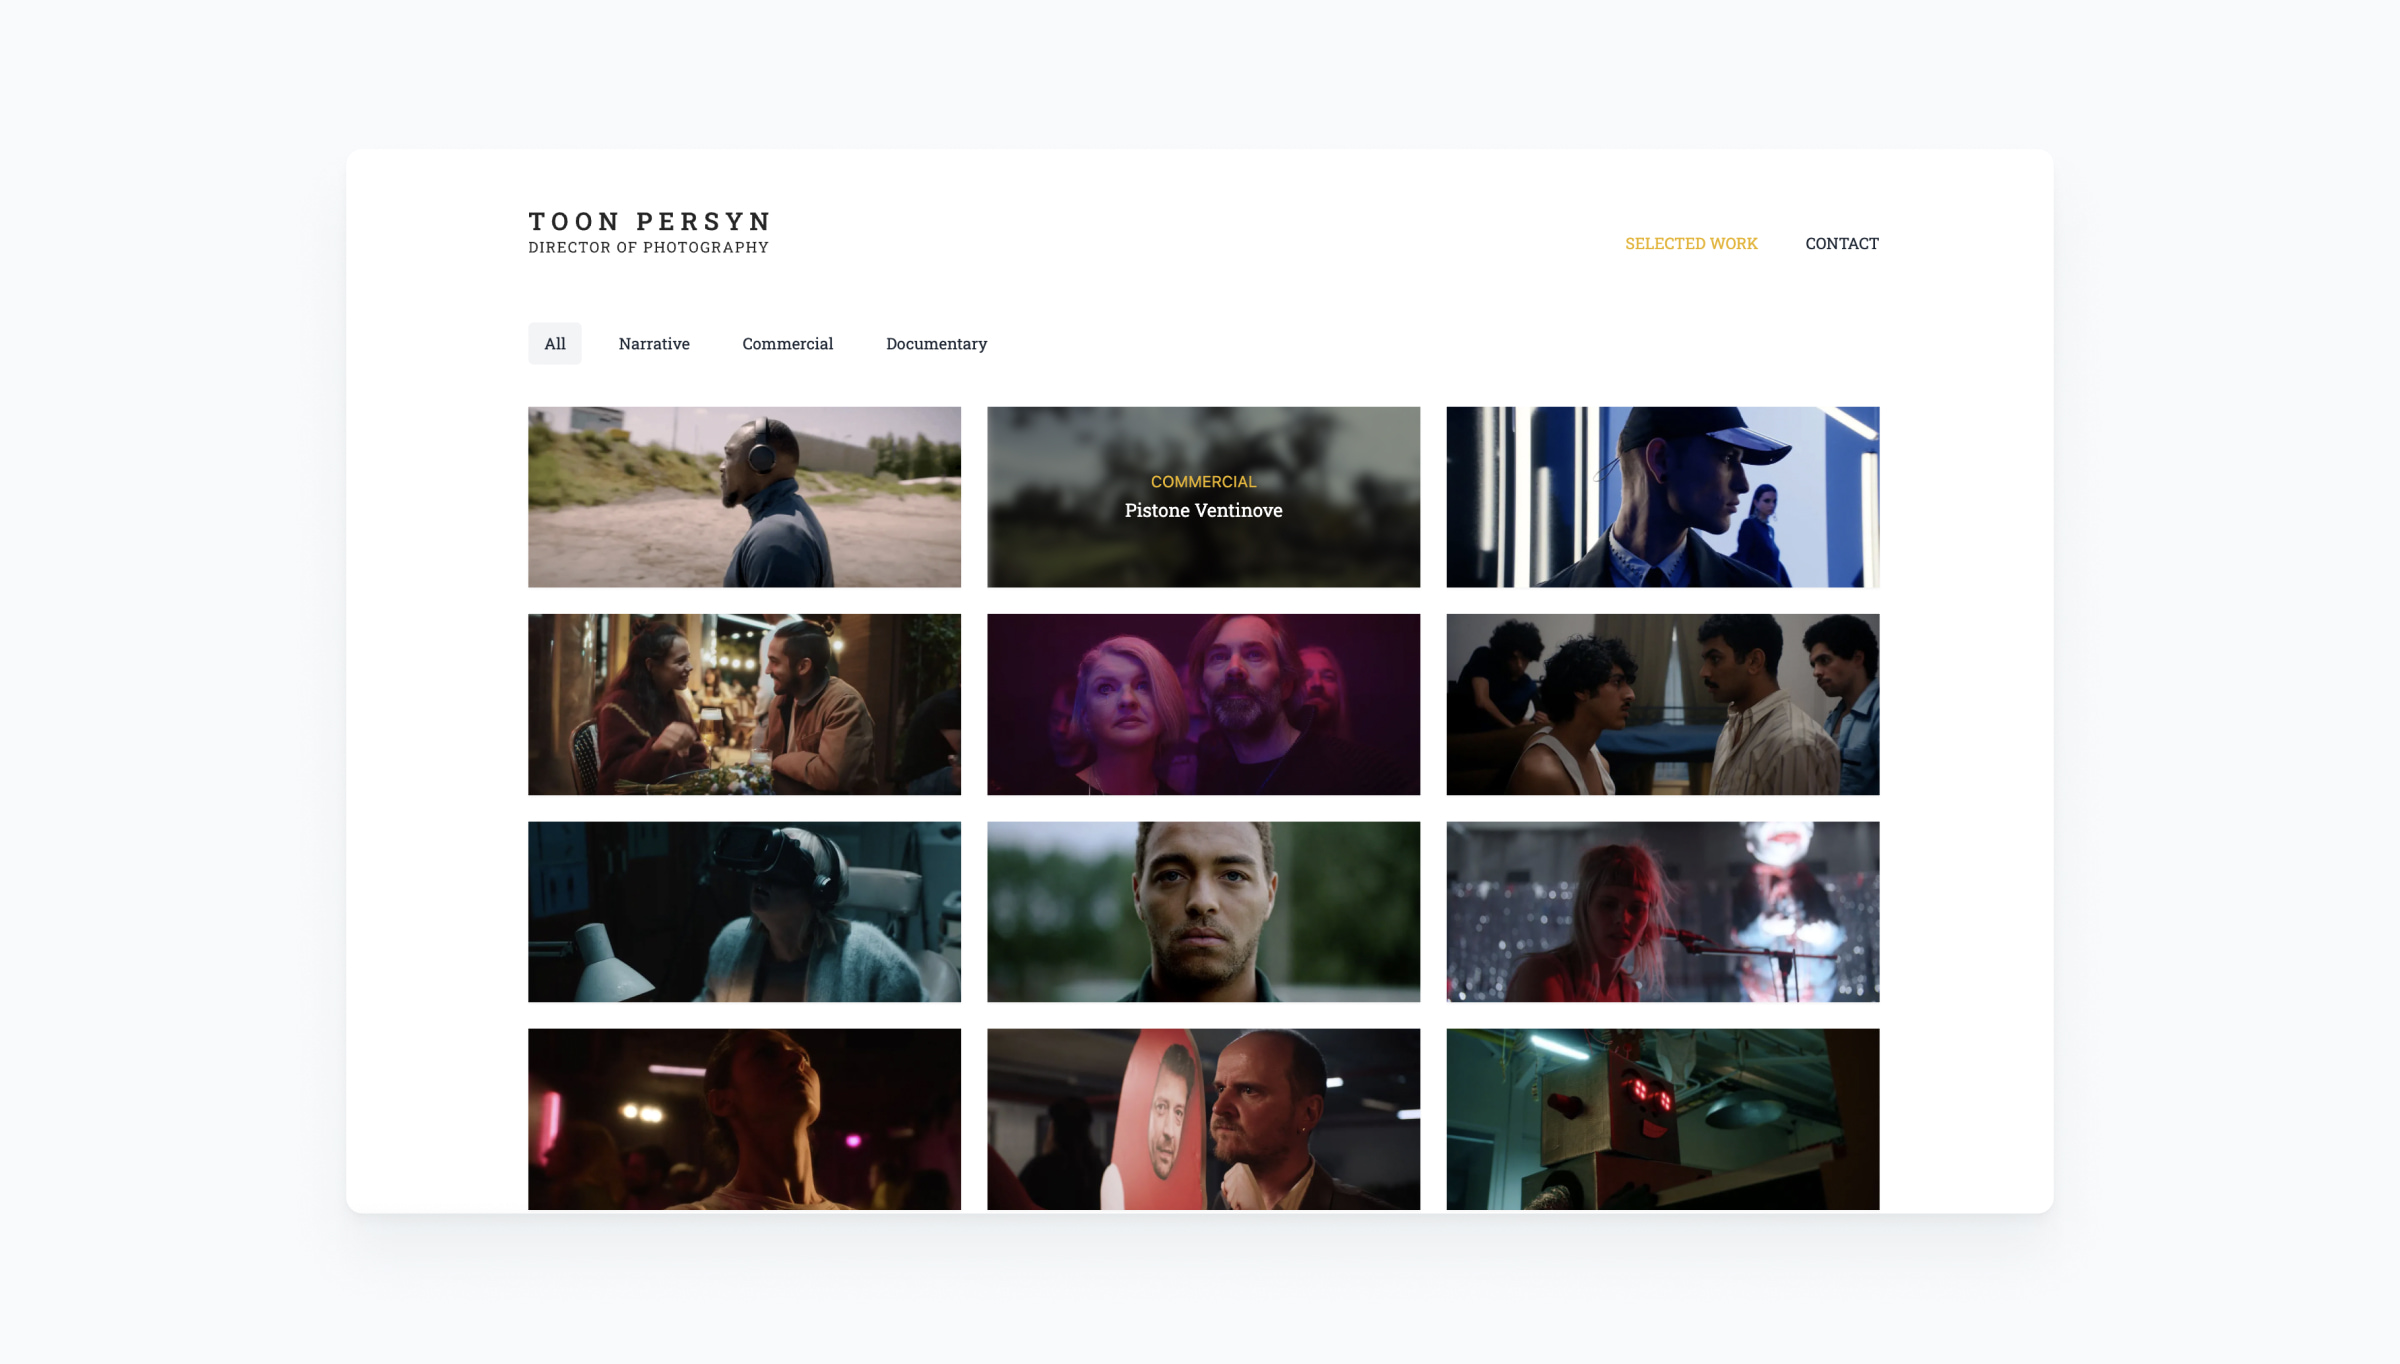 TOON PERSYN
DIRECTOR OF PHOTOGRAPHY
SELECTED WORK
CONTACT
All
Narrative
Commercial
Documentary
COMMERCIAL
Pistone Ventinove